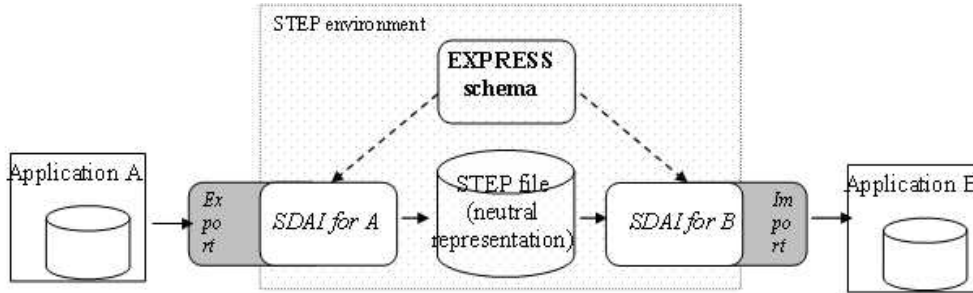 STEP environment
EXPRESS
schema
Application A
Ex
po
rt
SDAI for A
STEP file
(neutral
representation)
SDAI for B
Im
po
rt
Application B